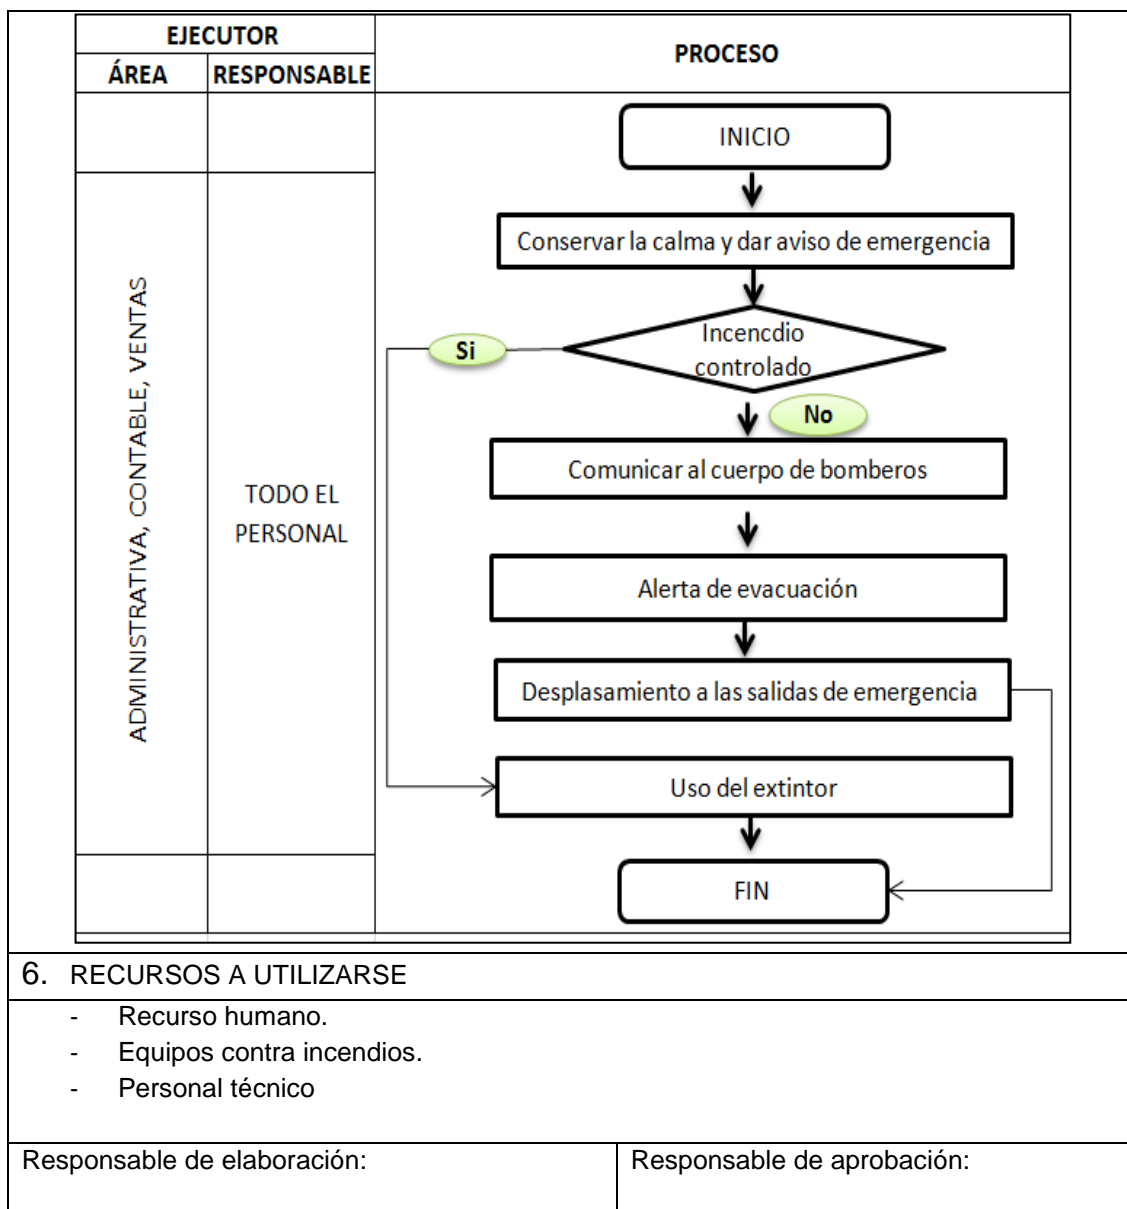 EJECUTOR
PROCESO
ÁREA RESPONSABLE
INICIO
Conservar la calma y dar aviso de emergencia
Incencdio
controlado
Si
No
Comunicar al cuerpo de bomberos
ADMINISTRATIVA, CONTABLE, VENTAS
TODO EL
PERSONAL
Alerta de evacuación
Desplasamiento a las salidas de emergencia
Uso del extintor
FIN
6. RECURSOS A UTILIZARSE
- Recurso humano.
- Equipos contra incendios.
- Personal técnico
Responsable de elaboración:
Responsable de aprobación: